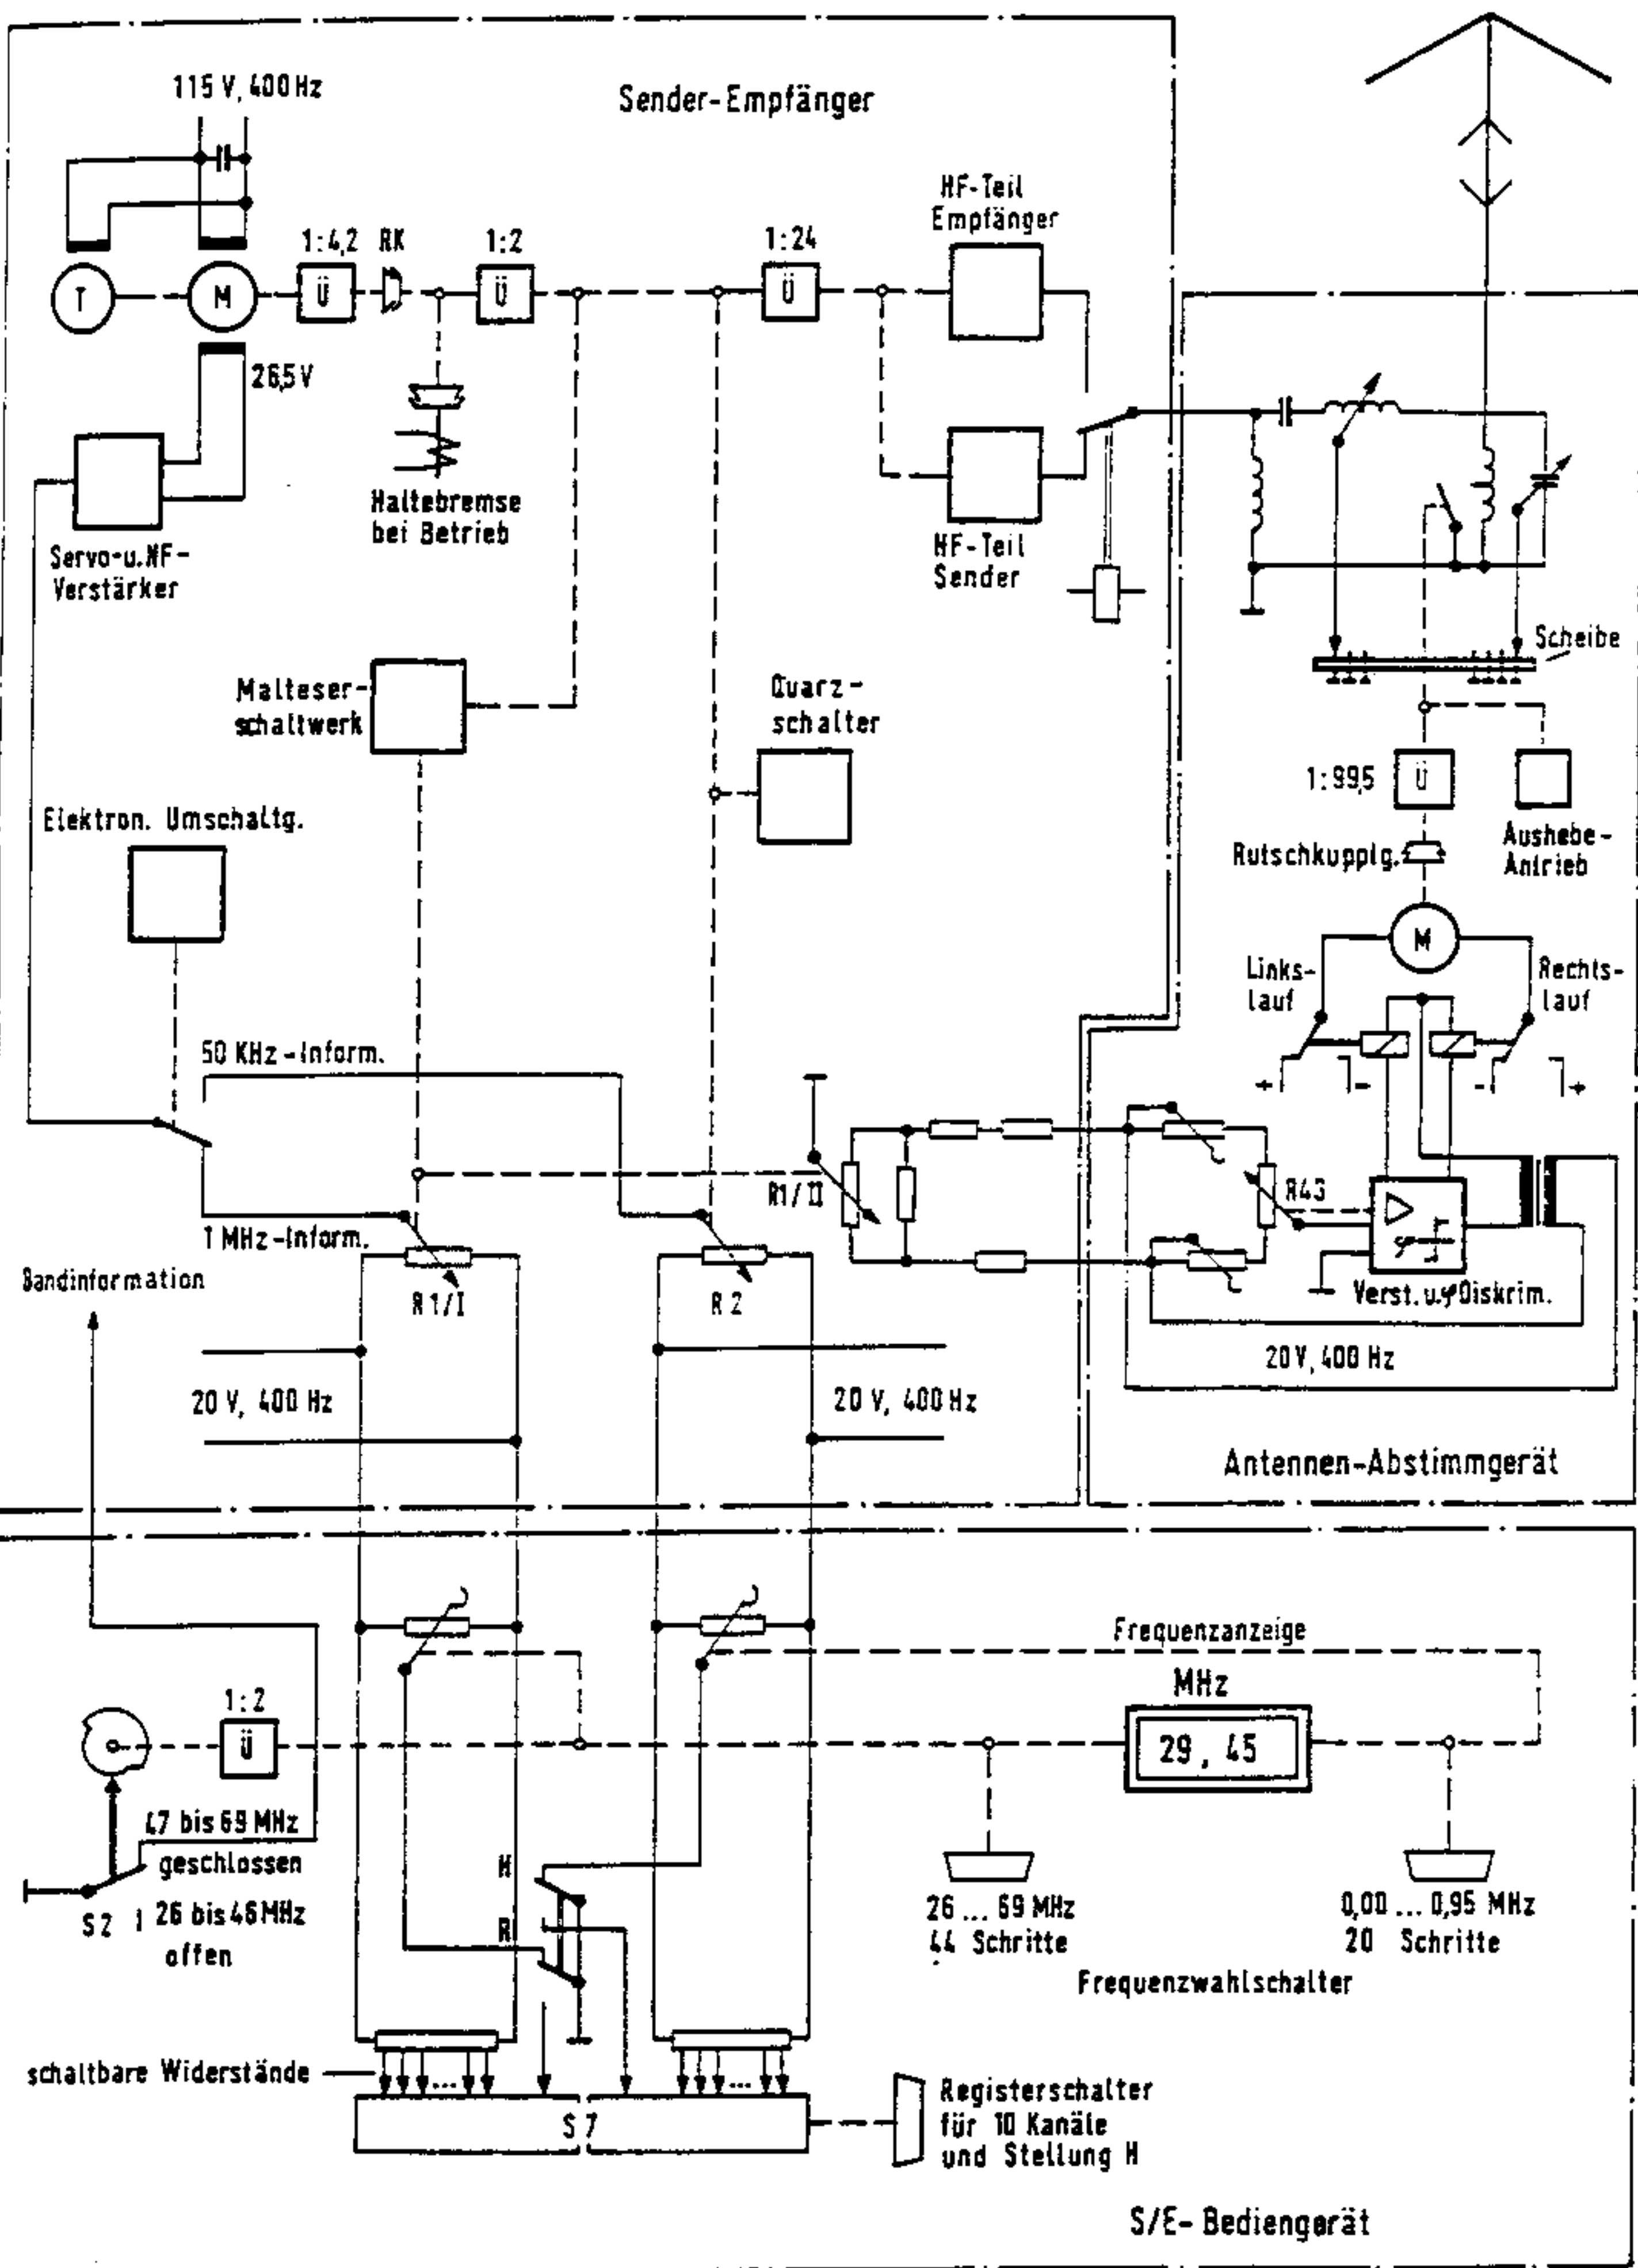 115 V, 400 Hz
Sender-Empfänger
HF-Teil
Empfänger
1:4,2 RK
1:2
1:24
Ü
Ü
Ü
T
M
26,5 V
Haltebremse
bei Betrieb
HF-Teil
Sender
Servo-u. NF-
Verstärker
Scheibe
Malteser-
schaltwerk
Quarz-
schalter
1:99,5
Ü
Elektron. Umschaltg.
Rutschkupplg.
Aushebe-
Antrieb
M
Links-
lauf
Rechts-
lauf
50 KHz-Inform.
+ -
- +
R1/II
R43
1 MHz-Inform.
Bandinformation
R1/I
R2
Verst. u. φ Diskrim.
20 V, 400 Hz
20 V, 400 Hz
20 V, 400 Hz
Antennen-Abstimmgerät
Frequenzanzeige
MHz
1:2
Ü
29, 45
47 bis 69 MHz
geschlossen
H
S2
26 bis 46 MHz
offen
R
26 ... 69 MHz
44 Schritte
0,00 ... 0,95 MHz
20 Schritte
Frequenzwahlschalter
schaltbare Widerstände
...
...
S7
Registerschalter
für 10 Kanäle
und Stellung H
S/E- Bediengerät